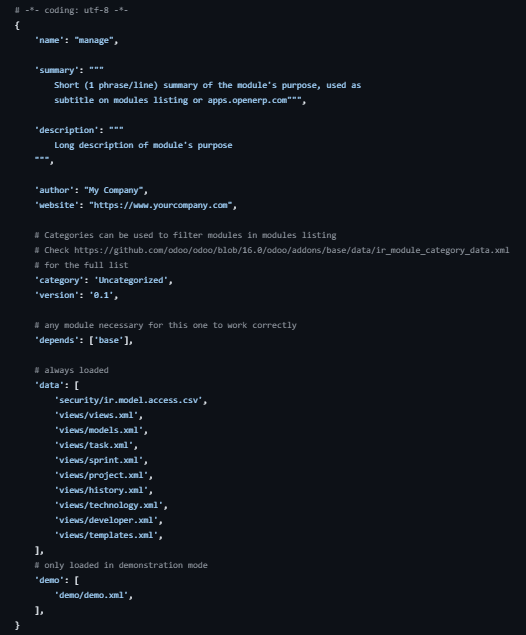 # -*- coding: utf-8 -*-
{
    'name': "manage",

    'summary': """
        Short (1 phrase/line) summary of the module's purpose, used as
        subtitle on modules listing or apps.openerp.com""",

    'description': """
        Long description of module's purpose
    """,

    'author': "My Company",
    'website': "https://www.yourcompany.com",

    # Categories can be used to filter modules in modules listing
    # Check https://github.com/odoo/odoo/blob/16.0/odoo/addons/base/data/ir_module_category_data.xml
    # for the full list
    'category': 'Uncategorized',
    'version': '0.1',

    # any module necessary for this one to work correctly
    'depends': ['base'],

    # always loaded
    'data': [
        'security/ir.model.access.csv',
        'views/views.xml',
        'views/models.xml',
        'views/task.xml',
        'views/sprint.xml',
        'views/project.xml',
        'views/history.xml',
        'views/technology.xml',
        'views/developer.xml',
        'views/templates.xml',
    ],
    # only loaded in demonstration mode
    'demo': [
        'demo/demo.xml',
    ],
}